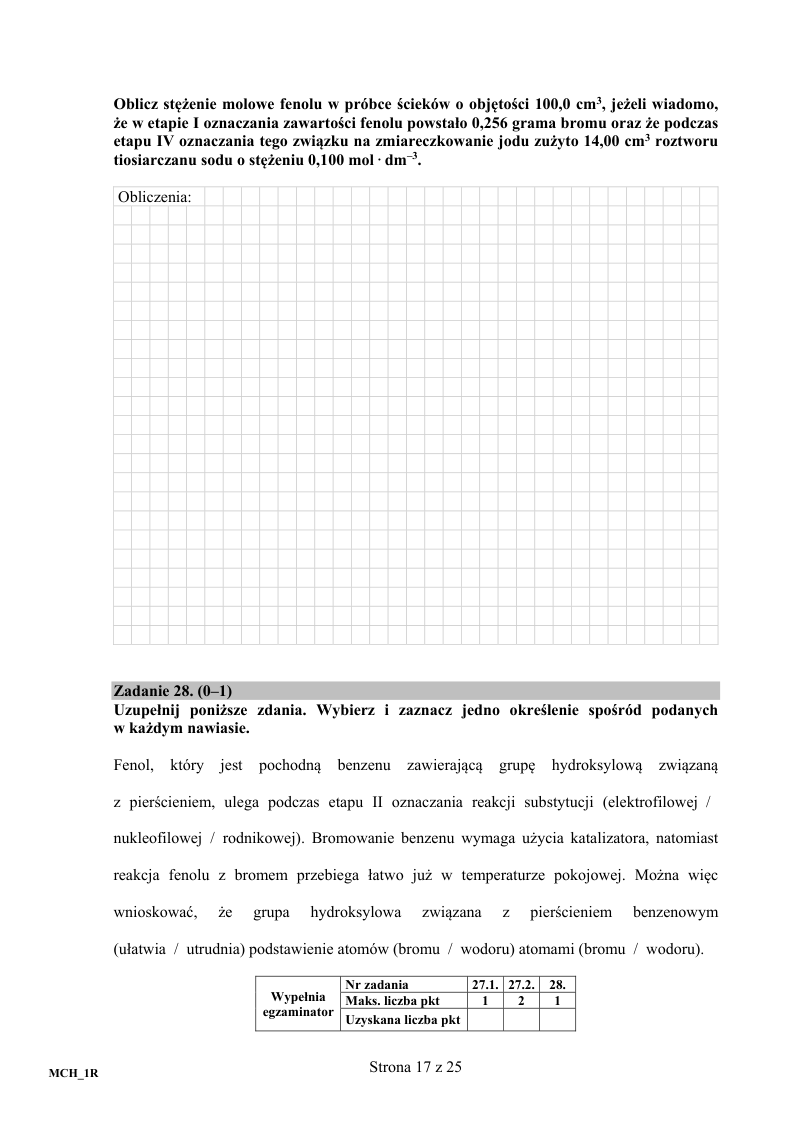 Oblicz stężenie molowe fenolu w próbce ścieków o objętości 100,0 cm³, jeżeli wiadomo,
że w etapie I oznaczania zawartości fenolu powstało 0,256 grama bromu oraz że podczas
etapu IV oznaczania tego związku na zmiareczkowanie jodu zużyto 14,00 cm³ roztworu
tiosiarczanu sodu o stężeniu 0,100 mol · dm⁻³.
Obliczenia:
Zadanie 28. (0–1)
Uzupełnij poniższe zdania. Wybierz i zaznacz jedno określenie spośród podanych
w każdym nawiasie.
Fenol, który jest pochodną benzenu zawierającą grupę hydroksylową związaną
z pierścieniem, ulega podczas etapu II oznaczania reakcji substytucji (elektrofilowej /
nukleofilowej / rodnikowej). Bromowanie benzenu wymaga użycia katalizatora, natomiast
reakcja fenolu z bromem przebiega łatwo już w temperaturze pokojowej. Można więc
wnioskować, że grupa hydroksylowa związana z pierścieniem benzenowym
(ułatwia / utrudnia) podstawienie atomów (bromu / wodoru) atomami (bromu / wodoru).
Wypełnia
egzaminator
Nr zadania 27.1. 27.2. 28.
Maks. liczba pkt 1 2 1
Uzyskana liczba pkt
MCH_1R
Strona 17 z 25